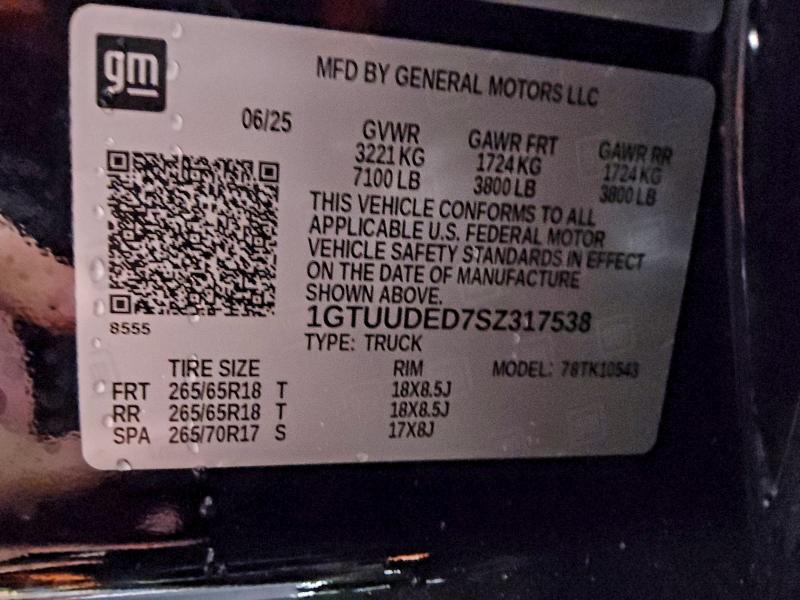 gm
MFD BY GENERAL MOTORS LLC
06/25
GVWR GAWR FRT GAWR RR
3221 KG 1724 KG 1724 KG
7100 LB 3800 LB 3800 LB
THIS VEHICLE CONFORMS TO ALL
APPLICABLE U.S. FEDERAL MOTOR
VEHICLE SAFETY STANDARDS IN EFFECT
ON THE DATE OF MANUFACTURE
SHOWN ABOVE.
8555
1GTUUDED7SZ317538
TYPE: TRUCK
TIRE SIZE RIM MODEL: 78TK10543
FRT 265/65R18 T 18X8.5J
RR 265/65R18 T 18X8.5J
SPA 265/70R17 S 17X8J